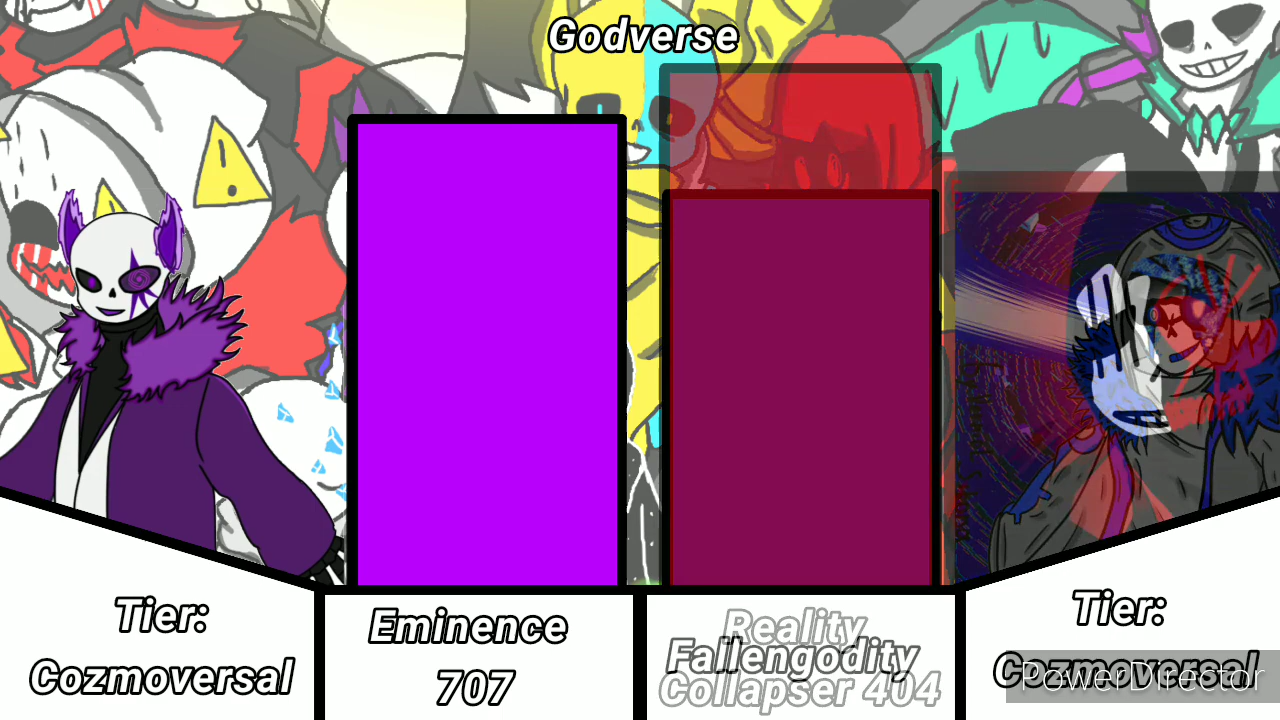 Godverse
Tier:
Cozmoversal
Eminence
707
Reality
Fallengodity
Collapser 404
Tier:
Cozmoversal
PowerDirector